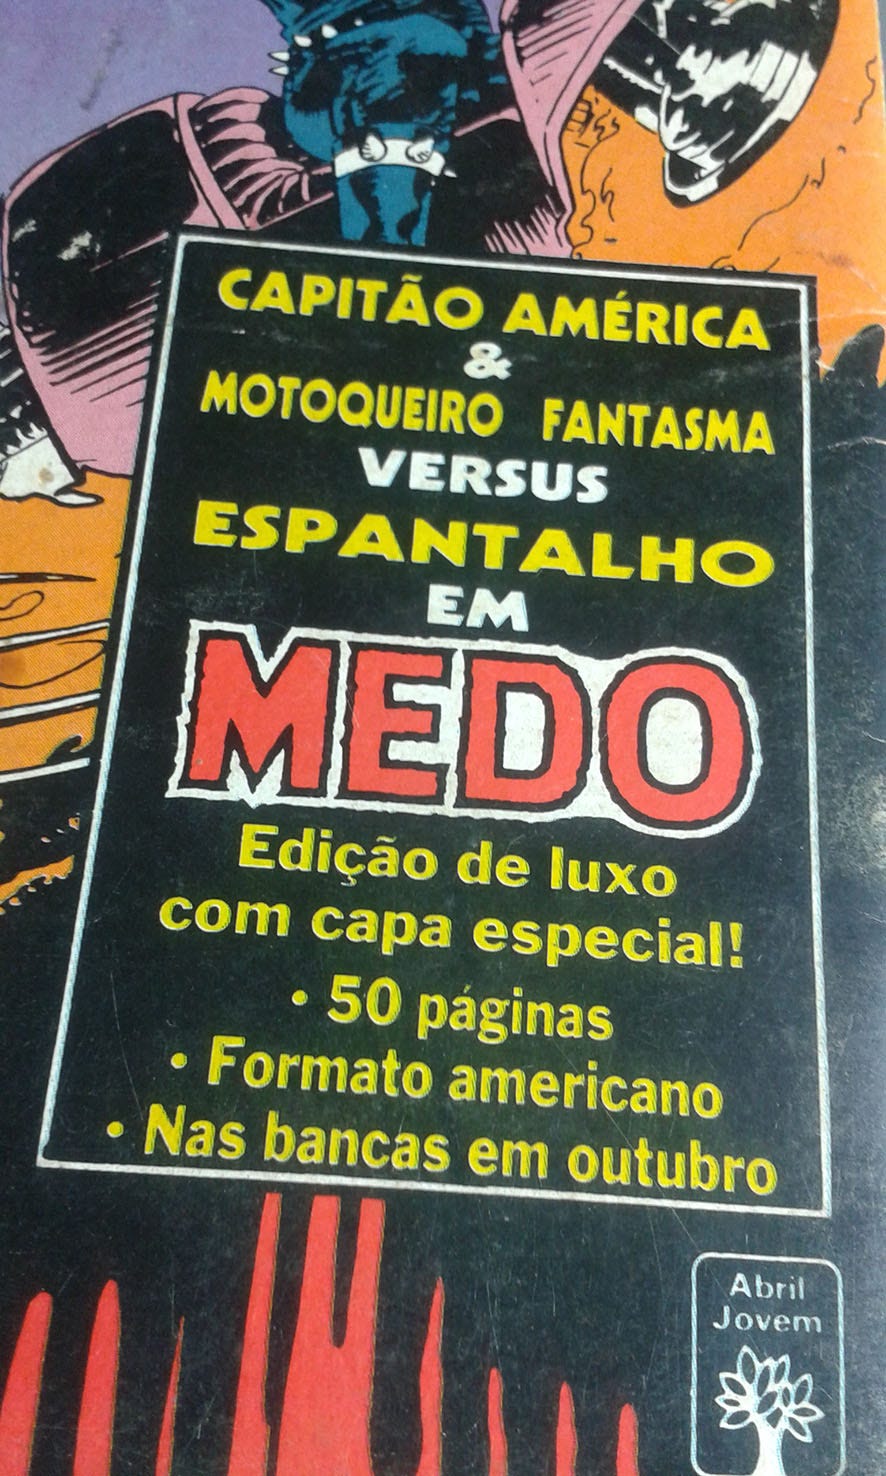 CAPITÃO AMÉRICA
&
MOTOQUEIRO FANTASMA
VERSUS
ESPANTALHO
EM
MEDO
Edição de luxo
com capa especial!
• 50 páginas
• Formato americano
• Nas bancas em outubro
Abril
Jovem